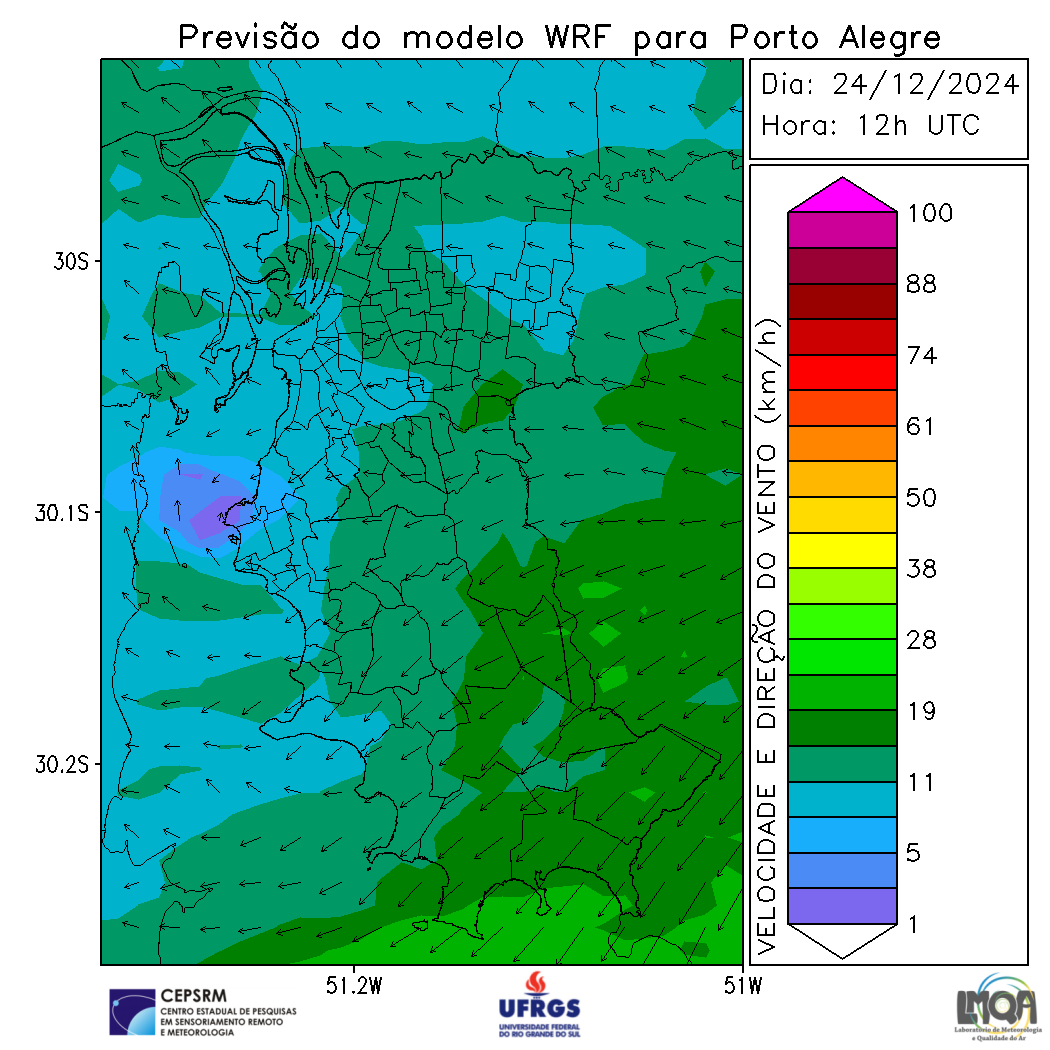 Previsão do modelo WRF para Porto Alegre
Dia: 24/12/2024
Hora: 12h UTC
30S
30.1S
30.2S
51.2W
51W
VELOCIDADE E DIREÇÃO DO VENTO (km/h)
100
88
74
61
50
38
28
19
11
5
1
CEPSRM
CENTRO ESTADUAL DE PESQUISAS
EM SENSORIAMENTO REMOTO
E METEOROLOGIA
UFRGS
UNIVERSIDADE FEDERAL
DO RIO GRANDE DO SUL
LMQA
Laboratório de Meteorologia
e Qualidade do Ar